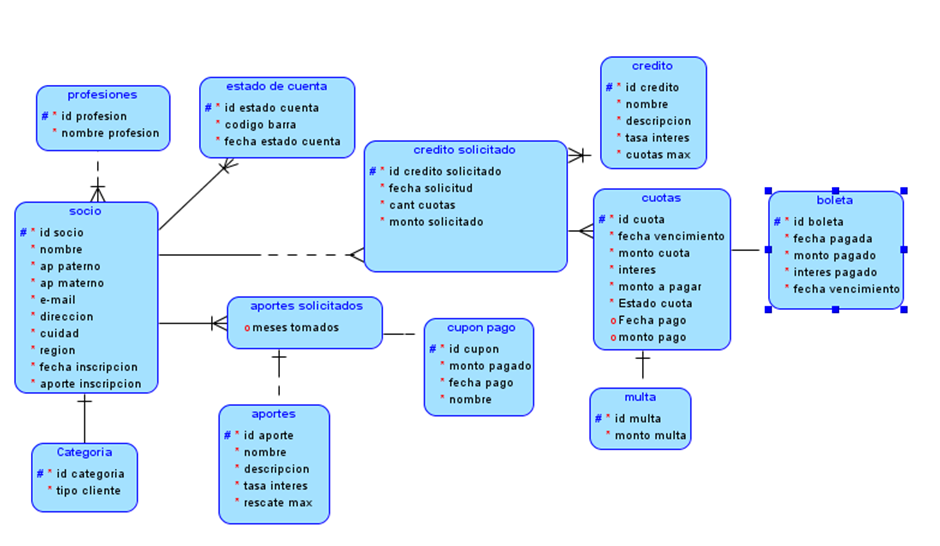 profesiones
# * id profesion
* nombre profesion
estado de cuenta
# * id estado cuenta
* codigo barra
* fecha estado cuenta
credito solicitado
# * id credito solicitado
* fecha solicitud
* cant cuotas
* monto solicitado
credito
# * id credito
* nombre
* descripcion
* tasa interes
* cuotas max
socio
# * id socio
* nombre
* ap paterno
* ap materno
* e-mail
* direccion
* cuidad
* region
* fecha inscripcion
* aporte inscripcion
cuotas
# * id cuota
* fecha vencimiento
* monto cuota
* interes
* monto a pagar
* Estado cuota
o Fecha pago
o monto pago
boleta
# * id boleta
* fecha pagada
* monto pagado
* interes pagado
* fecha vencimiento
aportes solicitados
o meses tomados
cupon pago
# * id cupon
* monto pagado
* fecha pago
* nombre
Categoria
# * id categoria
* tipo cliente
aportes
# * id aporte
* nombre
* descripcion
* tasa interes
* rescate max
multa
# * id multa
* monto multa